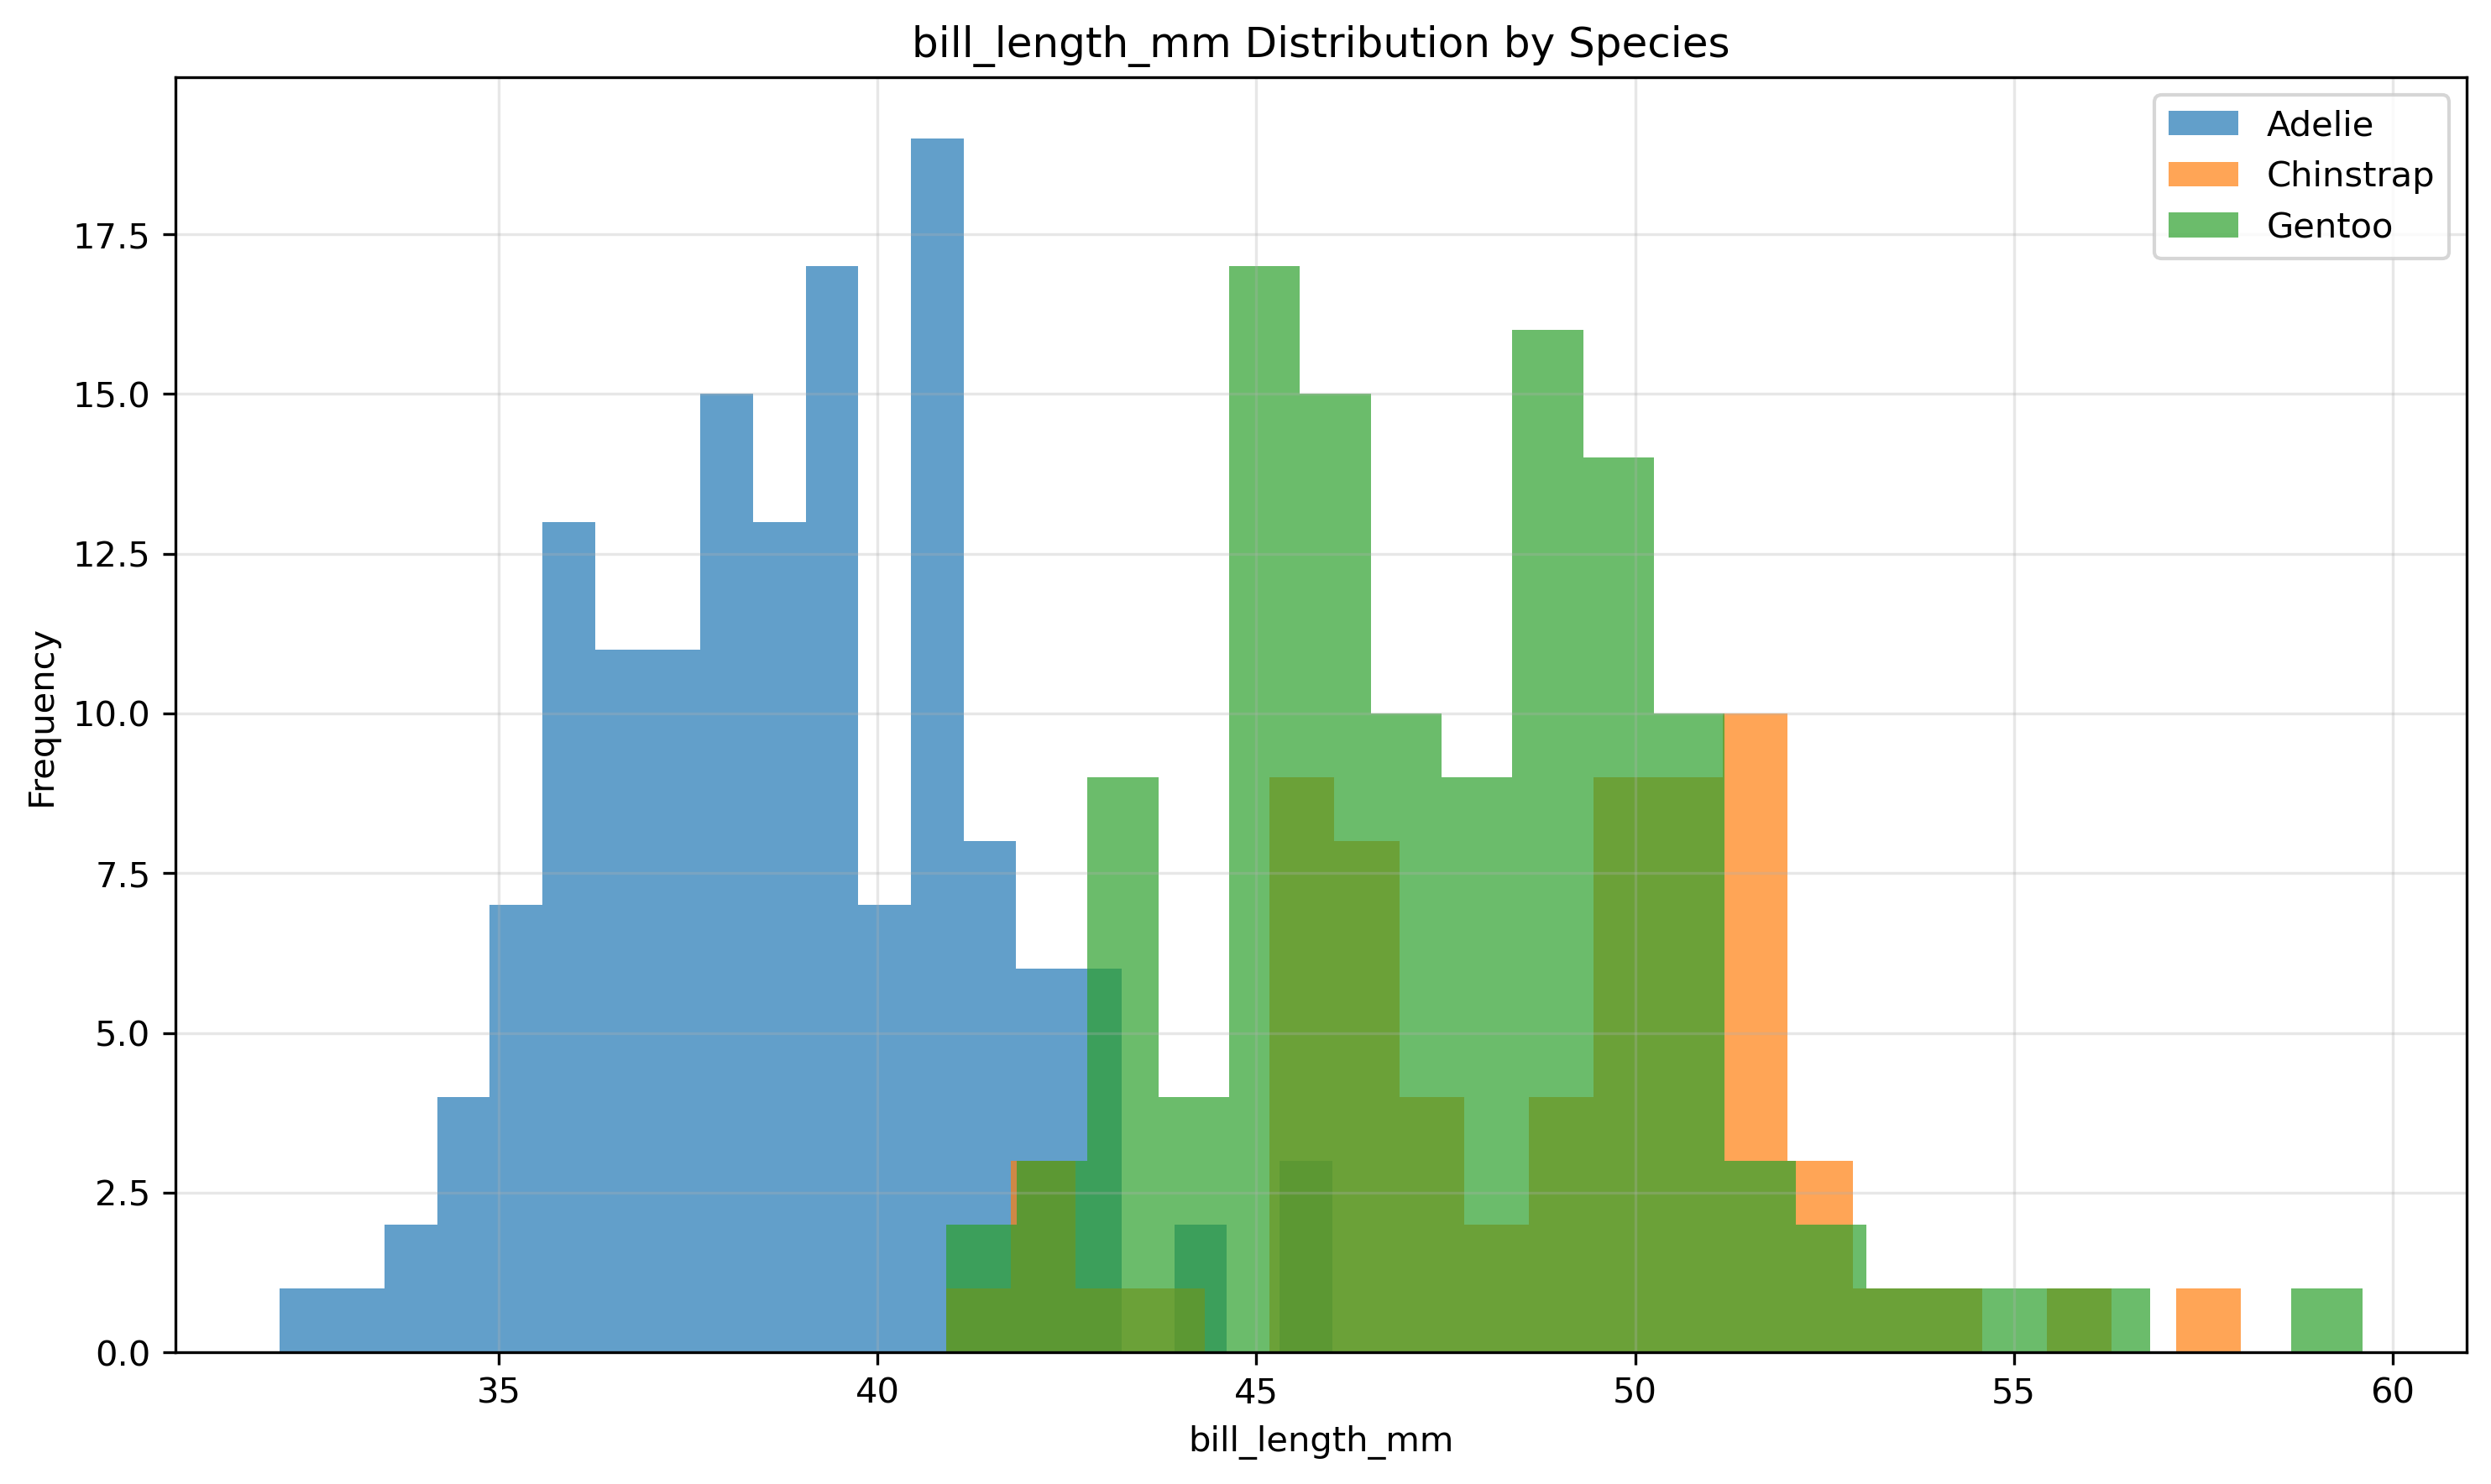 bill_length_mm Distribution by Species
Adelie
Chinstrap
Gentoo
Frequency
17.5
15.0
12.5
10.0
7.5
5.0
2.5
0.0
35 40 45 50 55 60
bill_length_mm